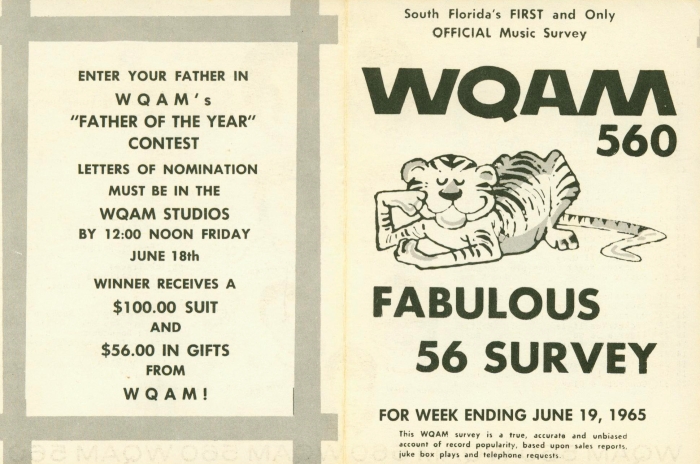 ENTER YOUR FATHER IN
WQAM's
"FATHER OF THE YEAR"
CONTEST
LETTERS OF NOMINATION
MUST BE IN THE
WQAM STUDIOS
BY 12:00 NOON FRIDAY
JUNE 18th
WINNER RECEIVES A
$100.00 SUIT
AND
$56.00 IN GIFTS
FROM
WQAM!
South Florida's FIRST and Only
OFFICIAL Music Survey
WQAM
560
FABULOUS
56 SURVEY
FOR WEEK ENDING JUNE 19, 1965
This WQAM survey is a true, accurate and unbiased
account of record popularity, based upon sales reports,
juke box plays and telephone requests.